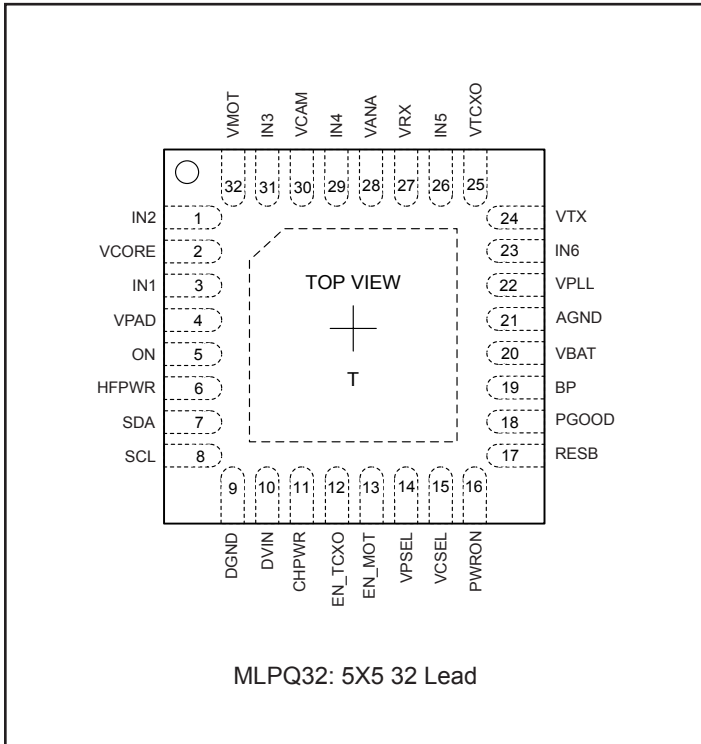 VMOT
IN3
VCAM
IN4
VANA
VRX
IN5
VTCXO
32
31
30
29
28
27
26
25
IN2 1
VCORE 2
IN1 3
VPAD 4
ON 5
HFPWR 6
SDA 7
SCL 8
TOP VIEW
T
24 VTX
23 IN6
22 VPLL
21 AGND
20 VBAT
19 BP
18 PGOOD
17 RESB
9
10
11
12
13
14
15
16
DGND
DVIN
CHPWR
EN_TCXO
EN_MOT
VPSEL
VCSEL
PWRON
MLPQ32: 5X5 32 Lead